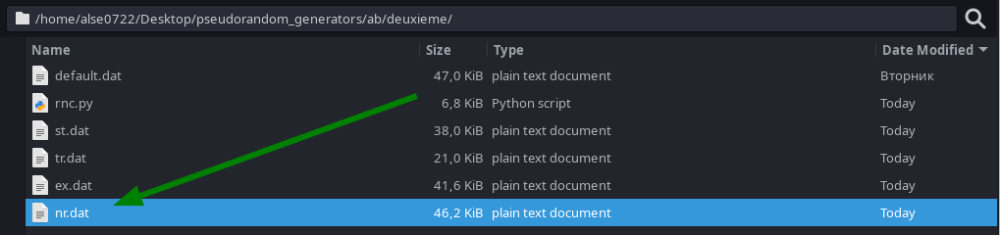 /home/alse0722/Desktop/pseudorandom_generators/ab/deuxieme/
Name Size Type Date Modified
default.dat 47,0 KiB plain text document Вторник
rnc.py 6,8 KiB Python script Today
st.dat 38,0 KiB plain text document Today
tr.dat 21,0 KiB plain text document Today
ex.dat 41,6 KiB plain text document Today
nr.dat 46,2 KiB plain text document Today